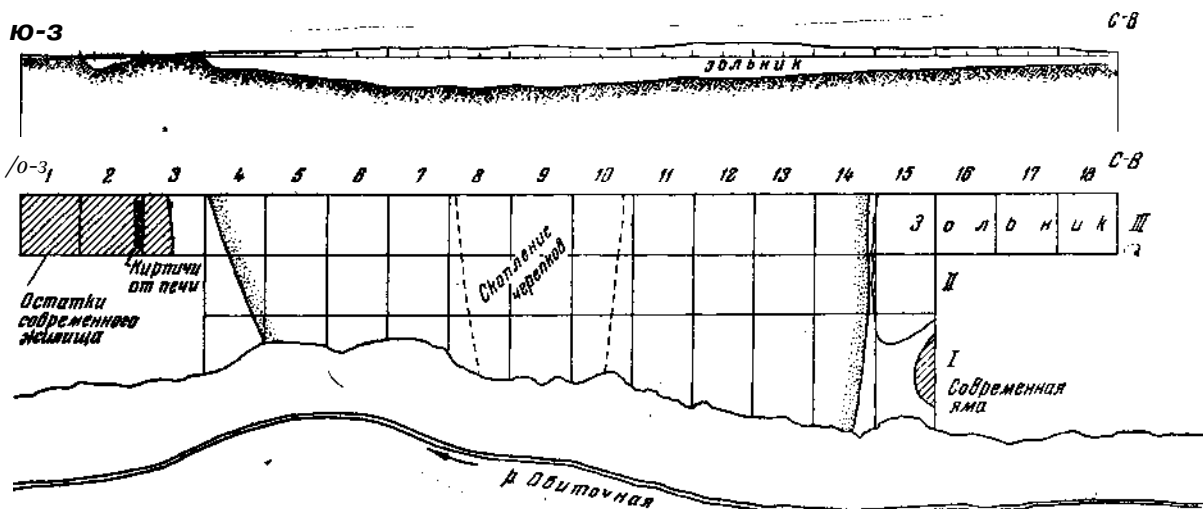 Ю-З
С-В
зольник
Ю-З 1 2 3 4 5 6 7 8 9 10 11 12 13 14 15 16 17 18 С-В
Зольник III
Кирпичи
от печи
Остатки
современного
жилища
Скопление
черепков
II
I
Современная
яма
р. Обиточная